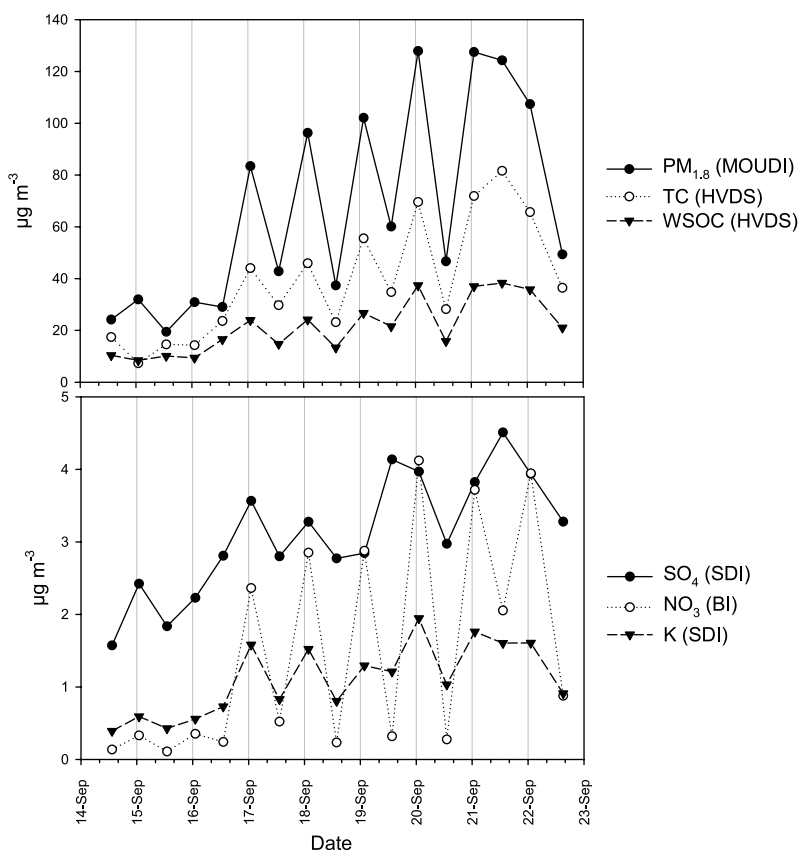 140
120
100
80
60
40
20
0
µg m-3
PM1.8 (MOUDI)
TC (HVDS)
WSOC (HVDS)
5
4
3
2
1
0
µg m-3
SO4 (SDI)
NO3 (BI)
K (SDI)
14-Sep
15-Sep
16-Sep
17-Sep
18-Sep
19-Sep
20-Sep
21-Sep
22-Sep
23-Sep
Date